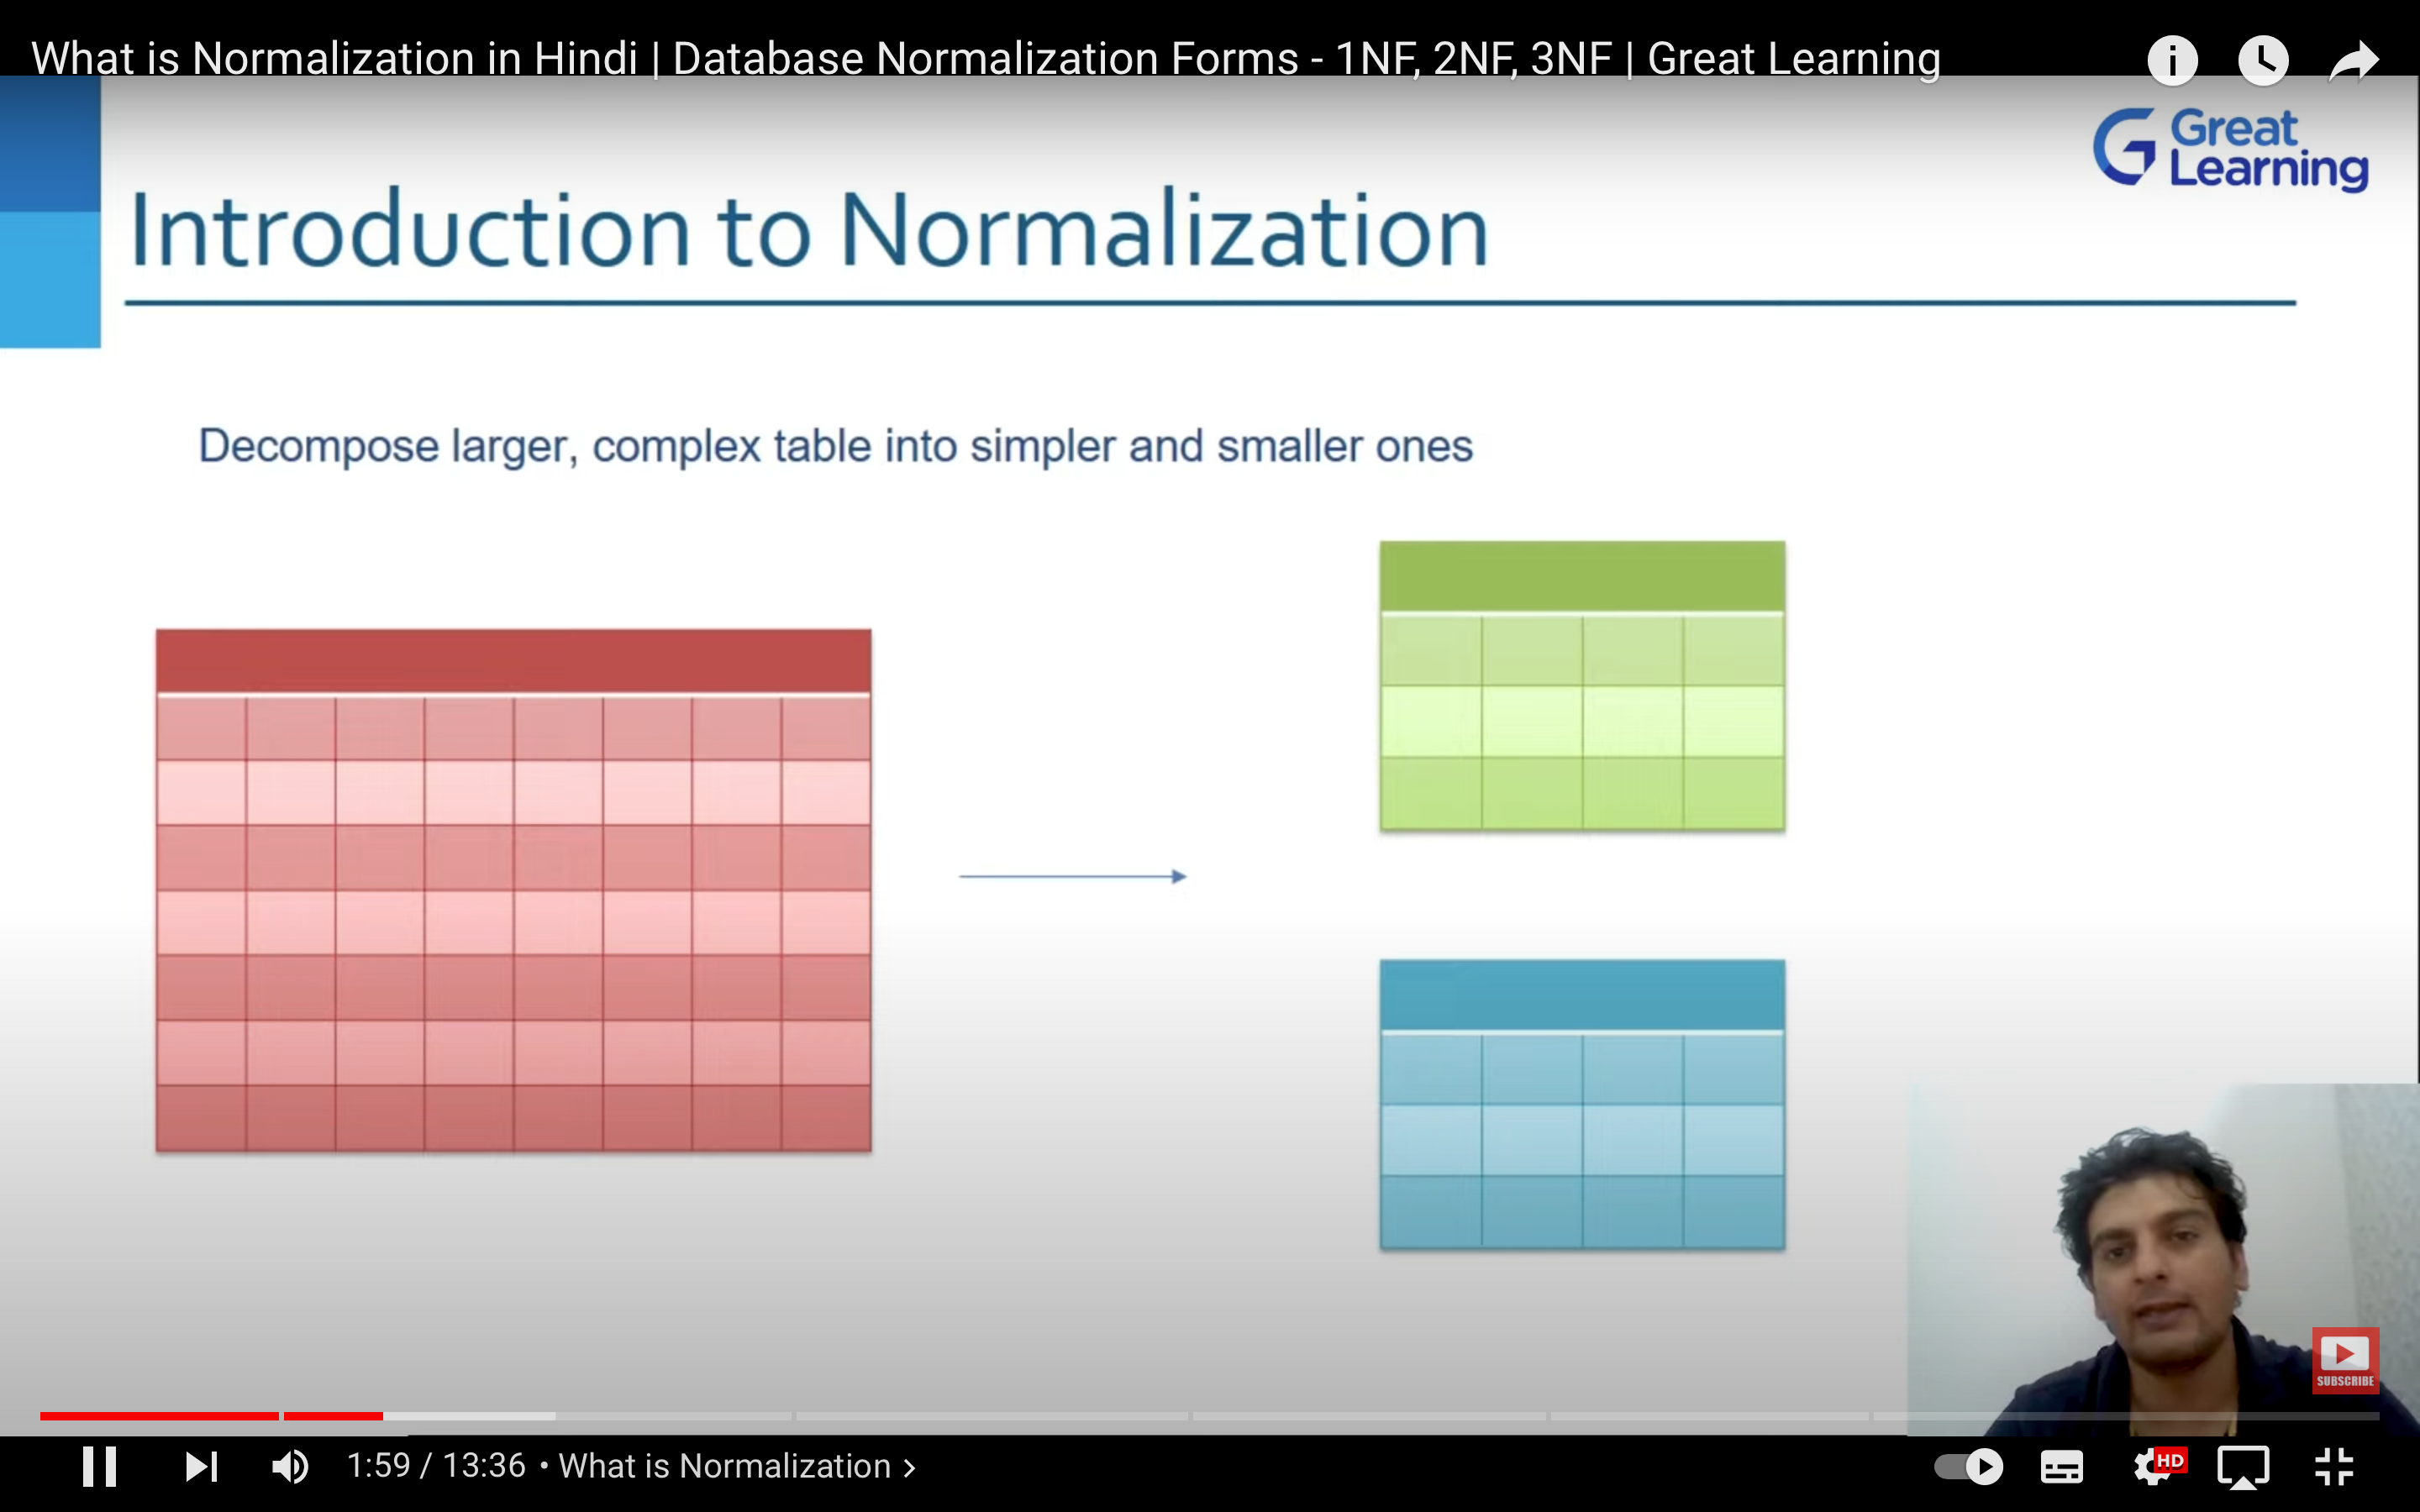 What is Normalization in Hindi | Database Normalization Forms - 1NF, 2NF, 3NF | Great Learning
Great
Learning
Introduction to Normalization
Decompose larger, complex table into simpler and smaller ones
SUBSCRIBE
1:59 / 13:36 • What is Normalization
HD